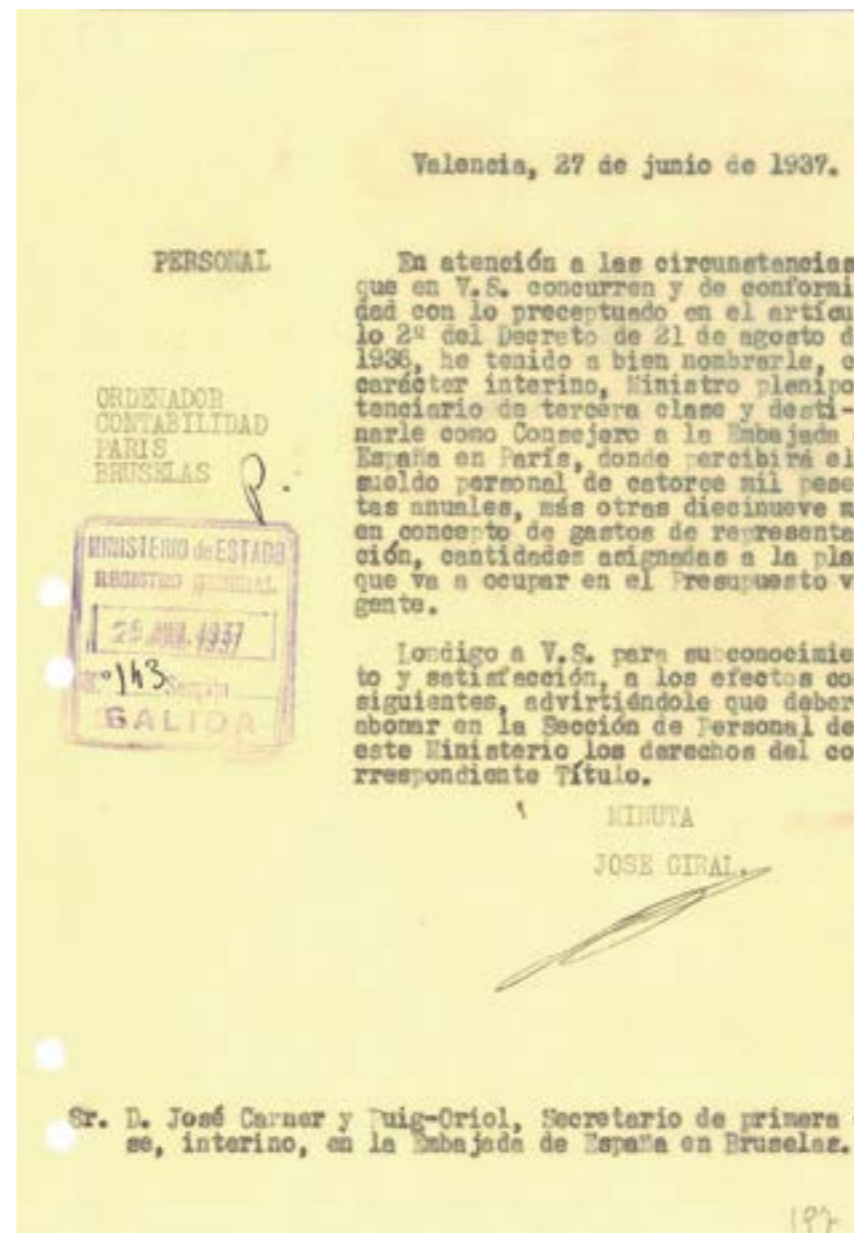 Valencia, 27 de junio de 1937.
PERSONAL
En atención a las circunstancias
que en V.S. concurren y de conformi
dad con lo preceptuado en el artícu
lo 2º del Decreto de 21 de agosto d
1936, he tenido a bien nombrarle, c
carácter interino, Ministro plenipo
tenciario de tercera clase y desti-
narle como Consejero a la Embajada
España en París, donde percibirá el
sueldo personal de catorce mil pese
tas anuales, más otras diecinueve m
en concepto de gastos de representa
ción, cantidades asignadas a la pla
que va a ocupar en el Presupuesto v
gente.
ORDENADOR
CONTABILIDAD
PARIS
BRUSELAS
MINISTERIO de ESTADO
REGISTRO GENERAL
29 1937
Nº 143
SALIDA
Lo digo a V.S. para su conocimie
to y satisfacción, a los efectos co
siguientes, advirtiéndole que deber
abonar en la Sección de Personal de
este Ministerio los derechos del co
rrespondiente Título.
MINUTA
JOSE GIRAL.
Sr. D. José Carner y Puig-Oriol, Secretario de primera
se, interino, en la Embajada de España en Bruselas.